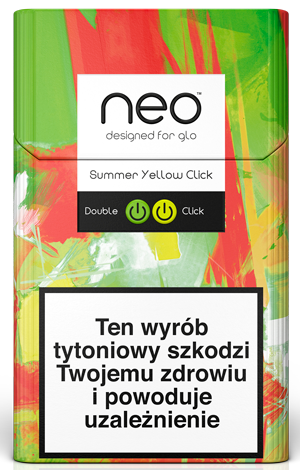 neo™
designed for glo
Summer Yellow Click
Double Click
Ten wyrób
tytoniowy szkodzi
Twojemu zdrowiu
i powoduje
uzależnienie